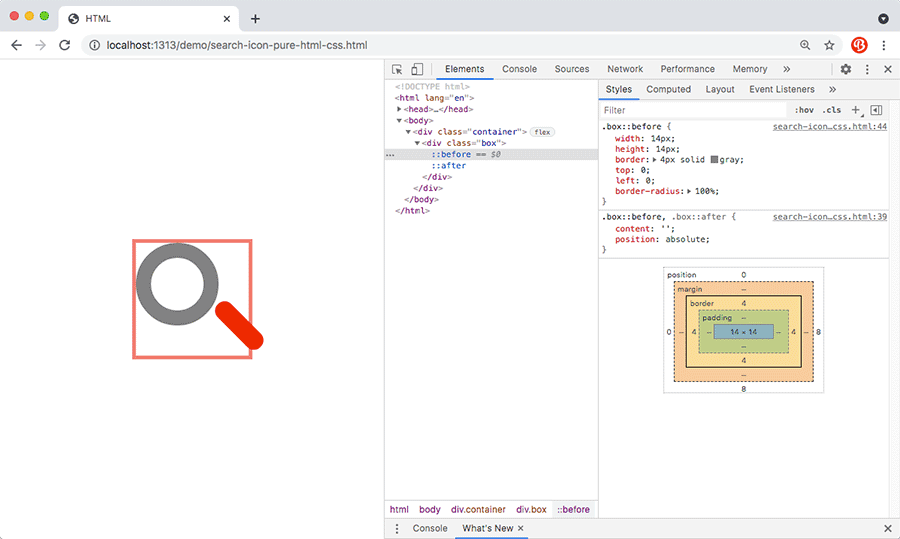 HTML
localhost:1313/demo/search-icon-pure-html-css.html
Elements Console Sources Network Performance Memory »
<!DOCTYPE html>
<html lang="en">
<head>…</head>
<body>
<div class="container"> flex
<div class="box">
… ::before == $0
::after
</div>
</div>
</body>
</html>
html body div.container div.box ::before
Styles Computed Layout Event Listeners »
Filter :hov .cls +
.box::before { search-icon…css.html:44
width: 14px;
height: 14px;
border: 4px solid gray;
top: 0;
left: 0;
border-radius: 100%;
}
.box::before, .box::after { search-icon…css.html:39
content: '';
position: absolute;
}
position 0
margin –
border 4
padding –
0 – 4 – 14 × 14 – 4 – 8
–
4
–
8
Console What's New